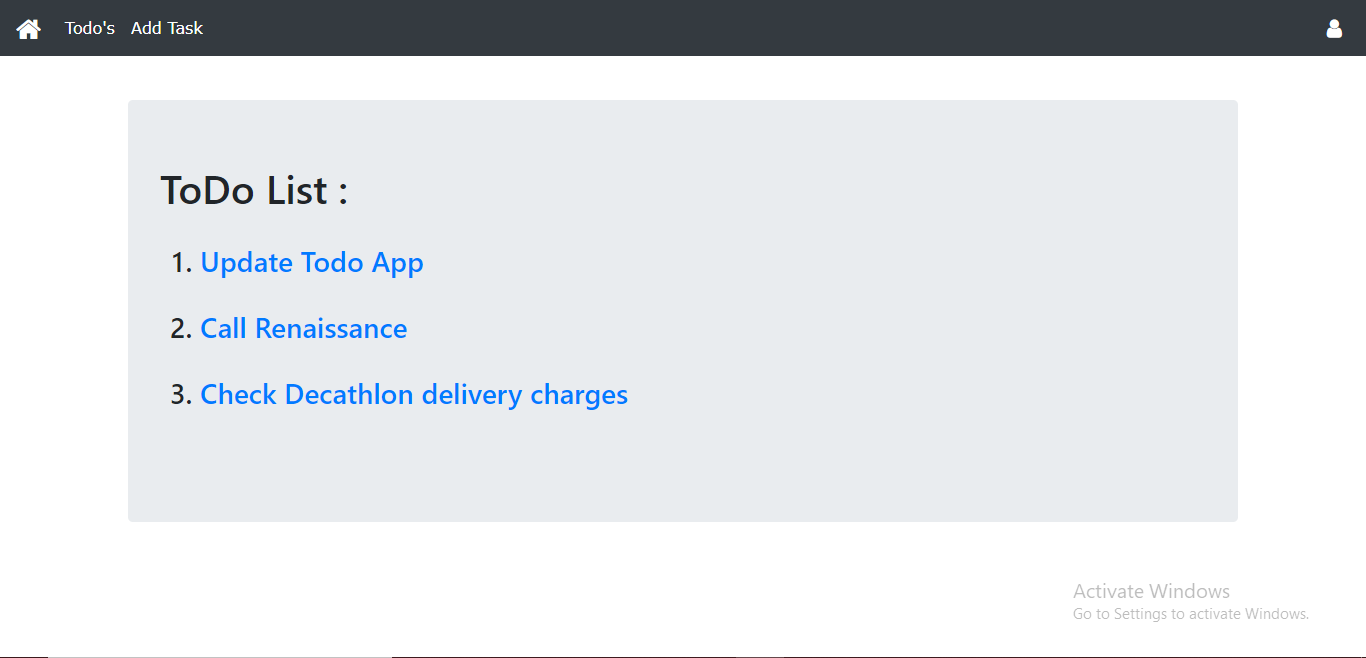 Todo's Add Task
ToDo List :
1. Update Todo App
2. Call Renaissance
3. Check Decathlon delivery charges
Activate Windows
Go to Settings to activate Windows.